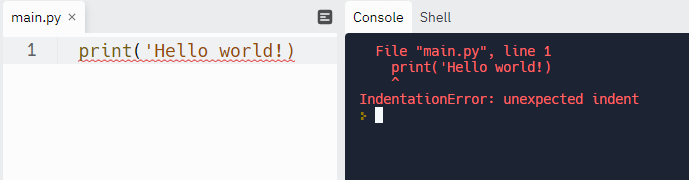 main.py ×
Console Shell
1 print('Hello world!)
File "main.py", line 1
print('Hello world!)
^
IndentationError: unexpected indent